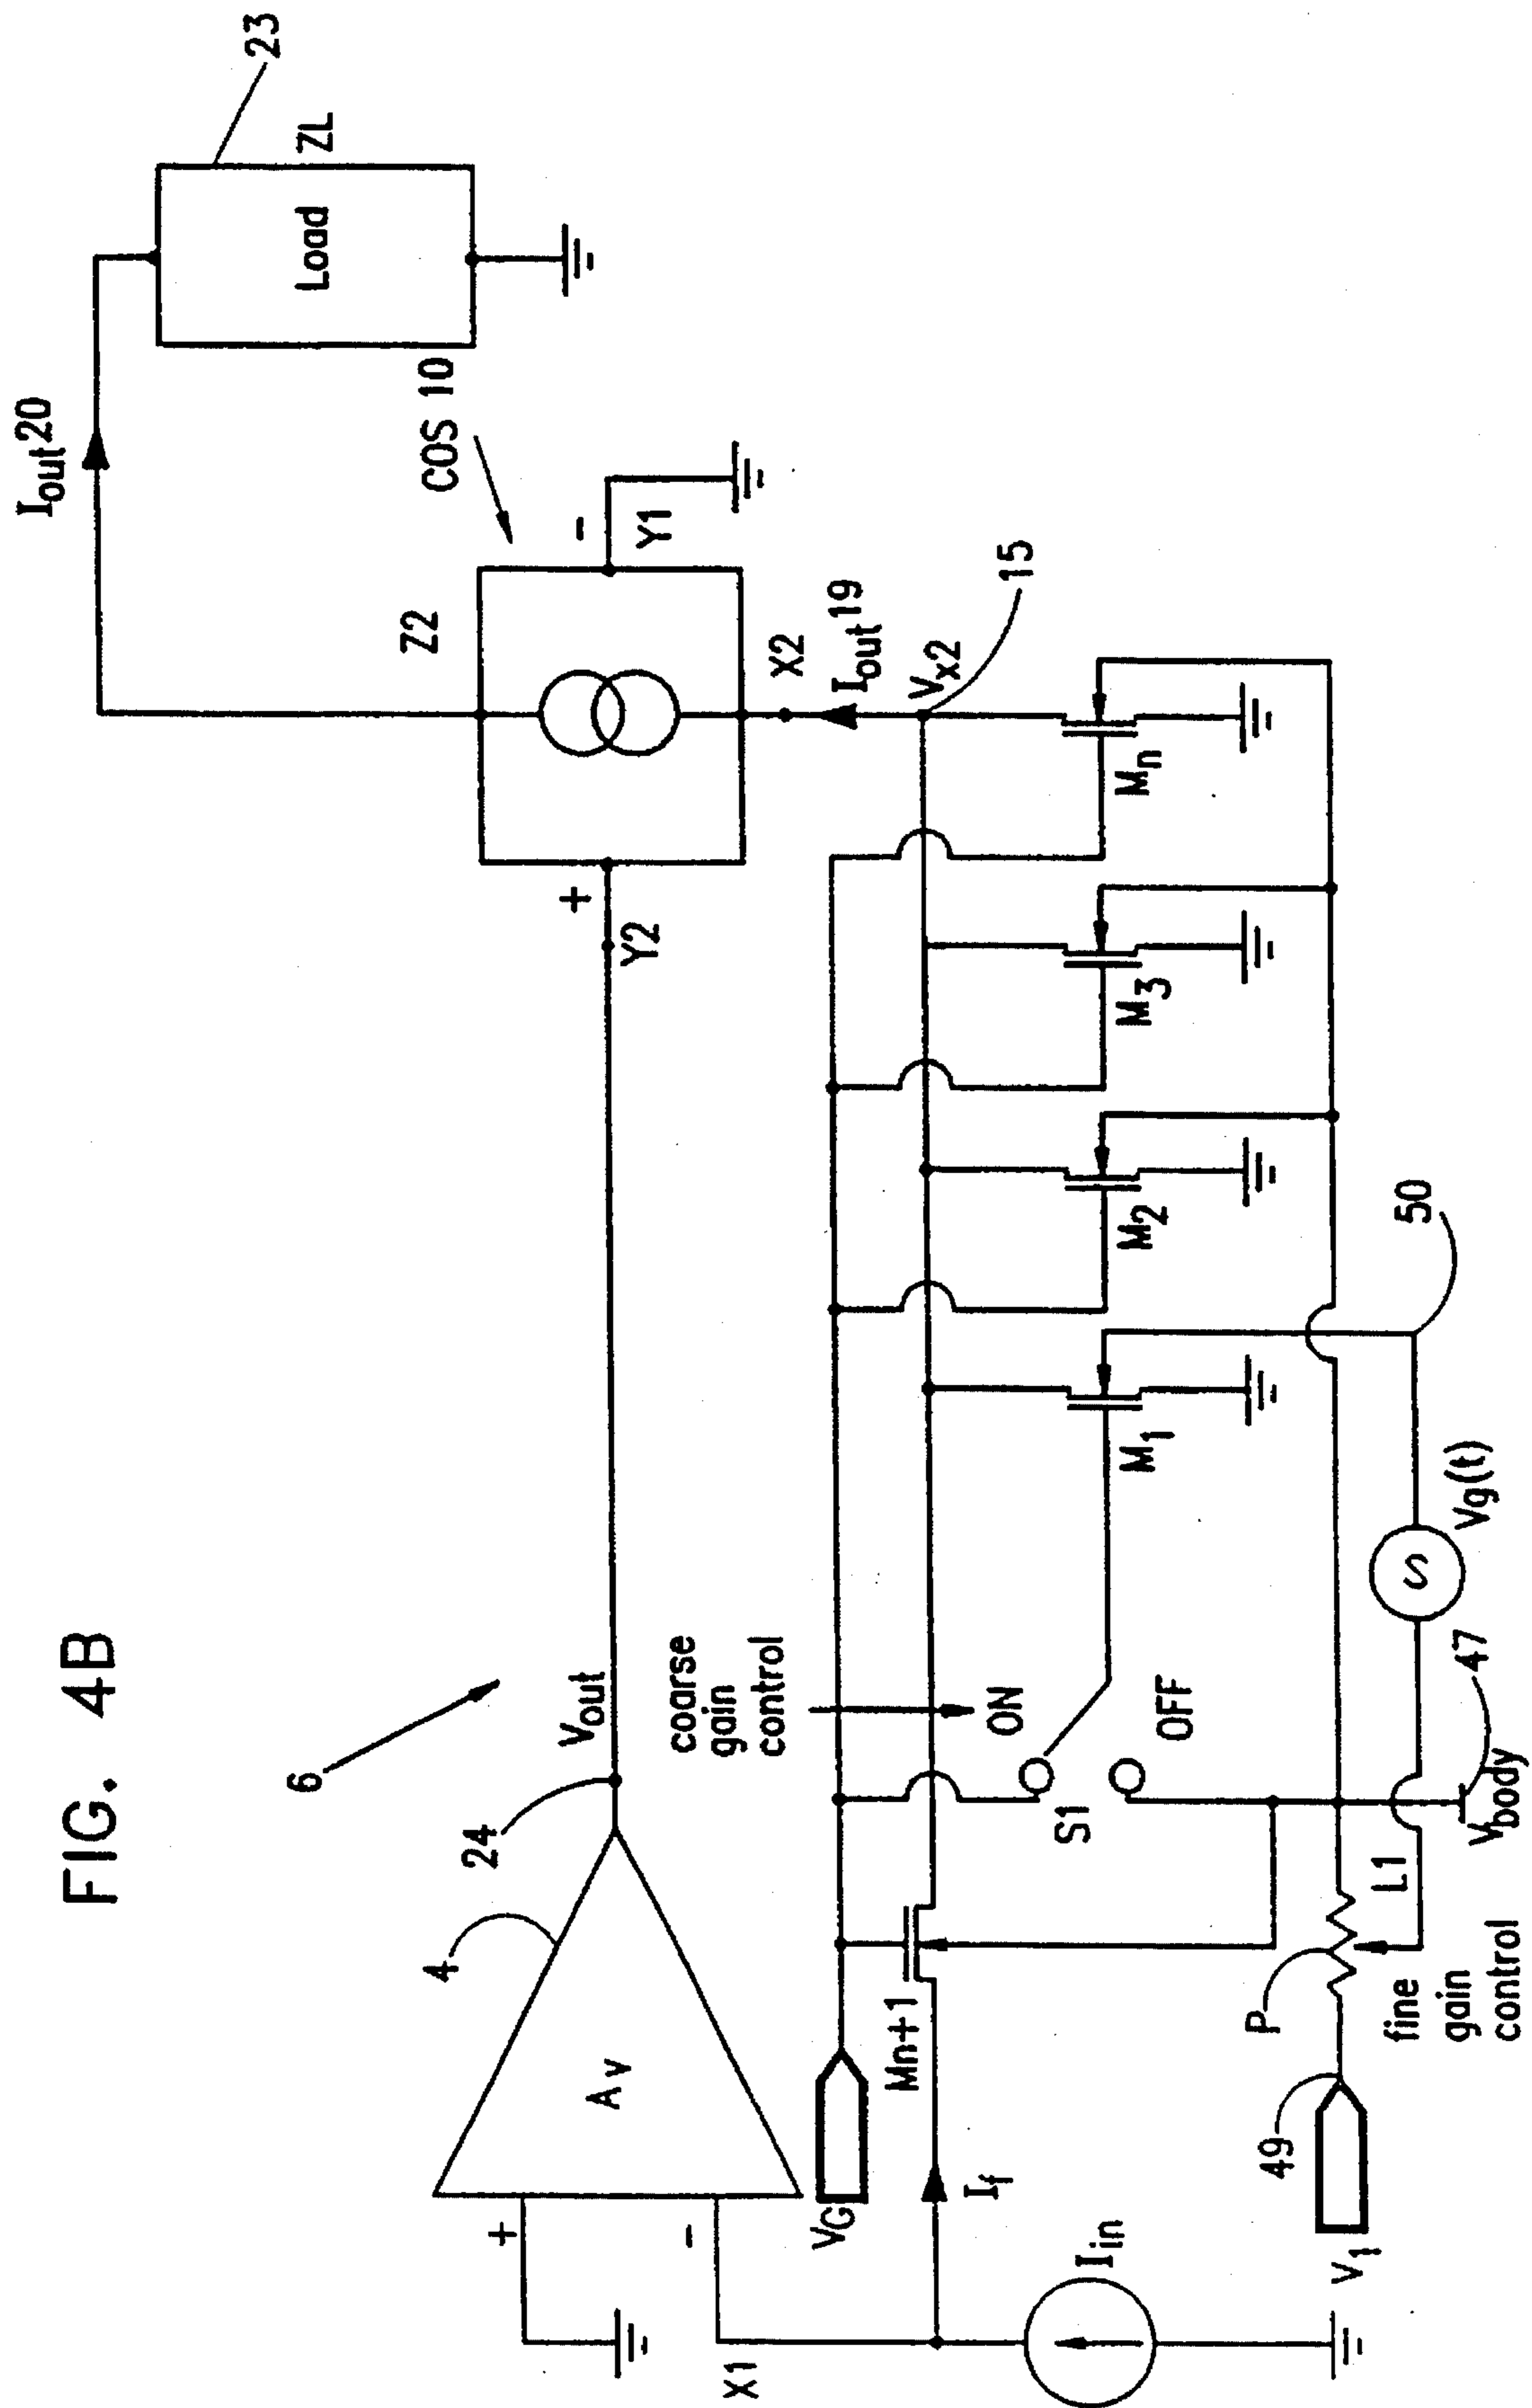 FIG. 4B
6
4
24
Vout
Av
+
−
X1
Iin
If
VG
Mn+1
coarse
gain
control
ON
OFF
S1
P
49
V1
fine
gain
control
L1
Vbody
47
Vg(t)
50
M1
M2
M3
Mn
Y2
+
Z2
−
Y1
COS 10
X2
Iout19
Vx2
15
Iout20
Load
ZL
23